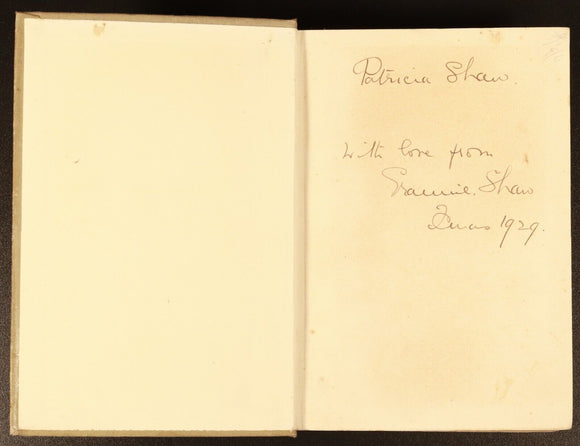 Patricia Shaw.
with love from
Grannie. Shaw
Xmas 1929.